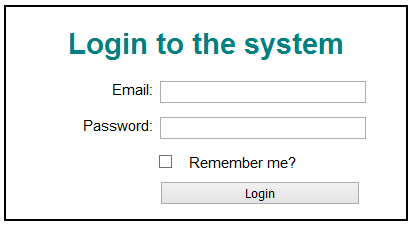 Login to the system
Email:
Password:
Remember me?
Login